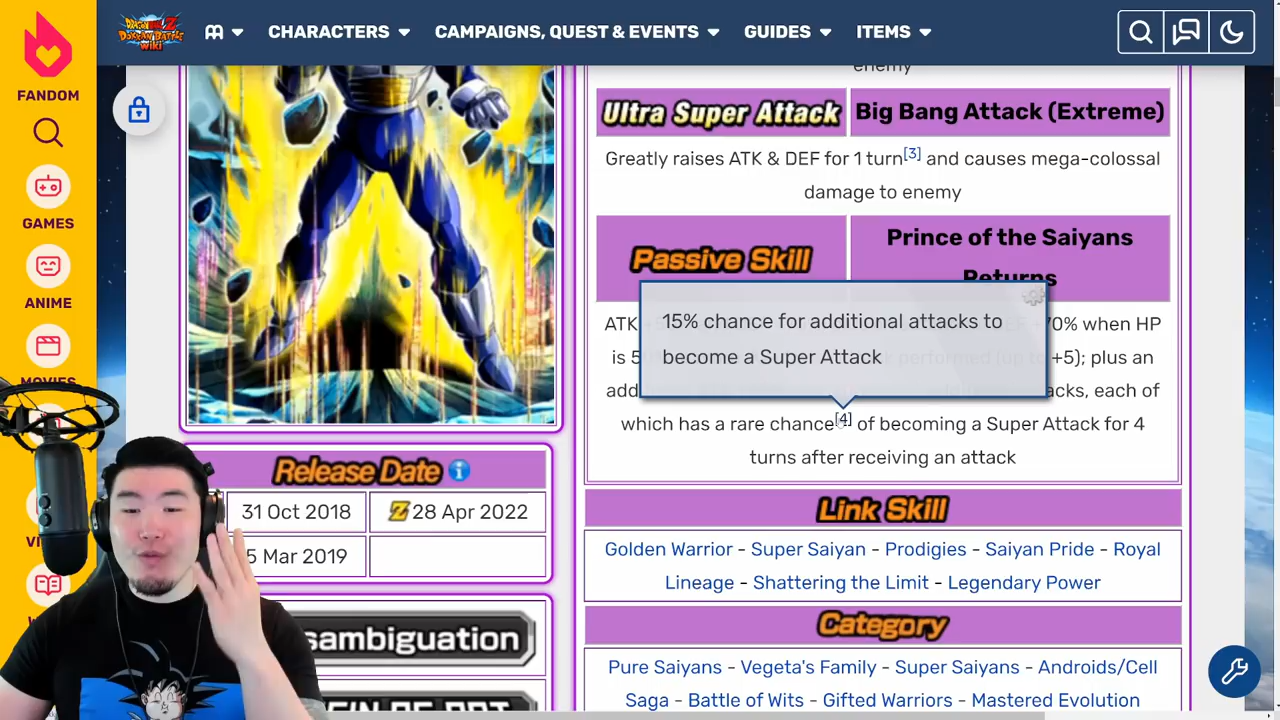 DRAGON BALL Z
DOKKAN BATTLE
WIKI
CHARACTERS
CAMPAIGNS, QUEST & EVENTS
GUIDES
ITEMS
FANDOM
GAMES
ANIME
MOVIES
enemy
Ultra Super Attack
Big Bang Attack (Extreme)
Greatly raises ATK & DEF for 1 turn[3] and causes mega-colossal
damage to enemy
Passive Skill
Prince of the Saiyans
Returns
15% chance for additional attacks to
become a Super Attack
ATK
70% when HP
is 5
performed (up to +5); plus an
add
acks, each of
which has a rare chance[4] of becoming a Super Attack for 4
turns after receiving an attack
Link Skill
Golden Warrior - Super Saiyan - Prodigies - Saiyan Pride - Royal
Lineage - Shattering the Limit - Legendary Power
Category
Pure Saiyans - Vegeta's Family - Super Saiyans - Androids/Cell
Saga - Battle of Wits - Gifted Warriors - Mastered Evolution
Release Date
31 Oct 2018
Z 28 Apr 2022
5 Mar 2019
sambiguation